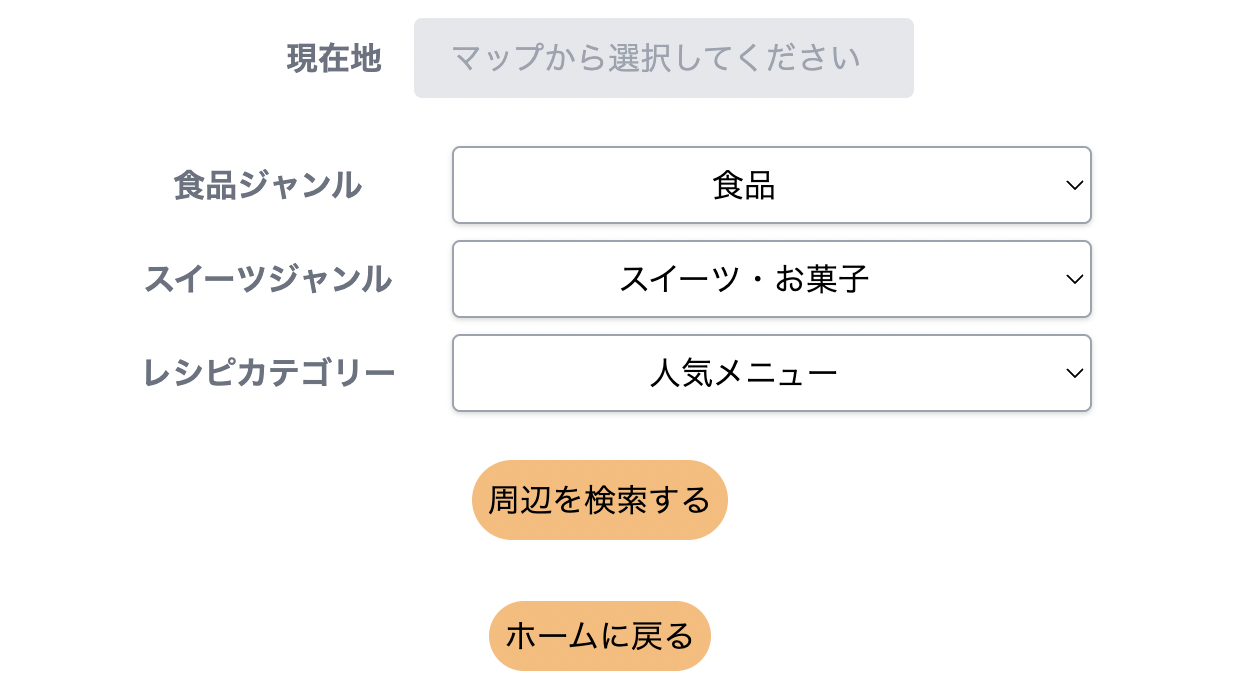 現在地 マップから選択してください
食品ジャンル 食品
スイーツジャンル スイーツ・お菓子
レシピカテゴリー 人気メニュー
周辺を検索する
ホームに戻る